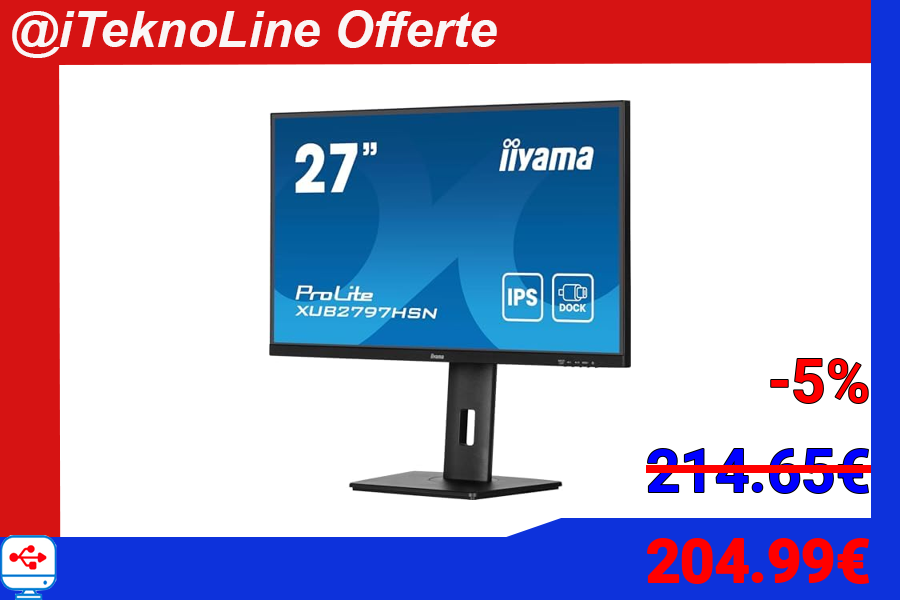 @iTeknoLine Offerte
27”
iiyama
ProLite
XUB2797HSN
IPS
DOCK
iiyama
-5%
214.65€
204.99€